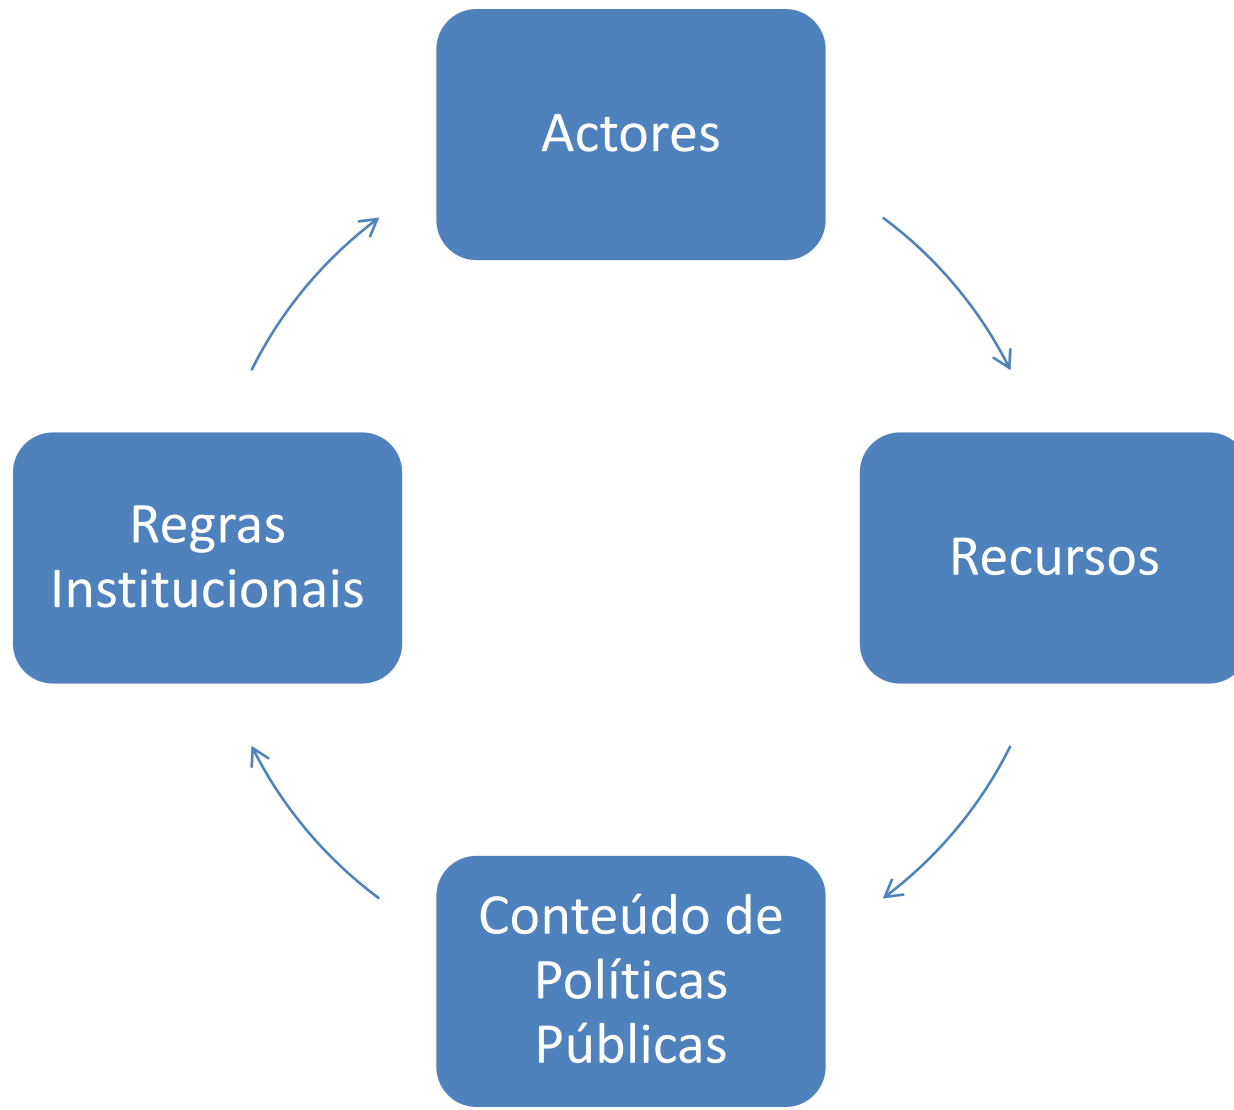 Actores
Regras
Institucionais
Recursos
Conteúdo de
Políticas
Públicas